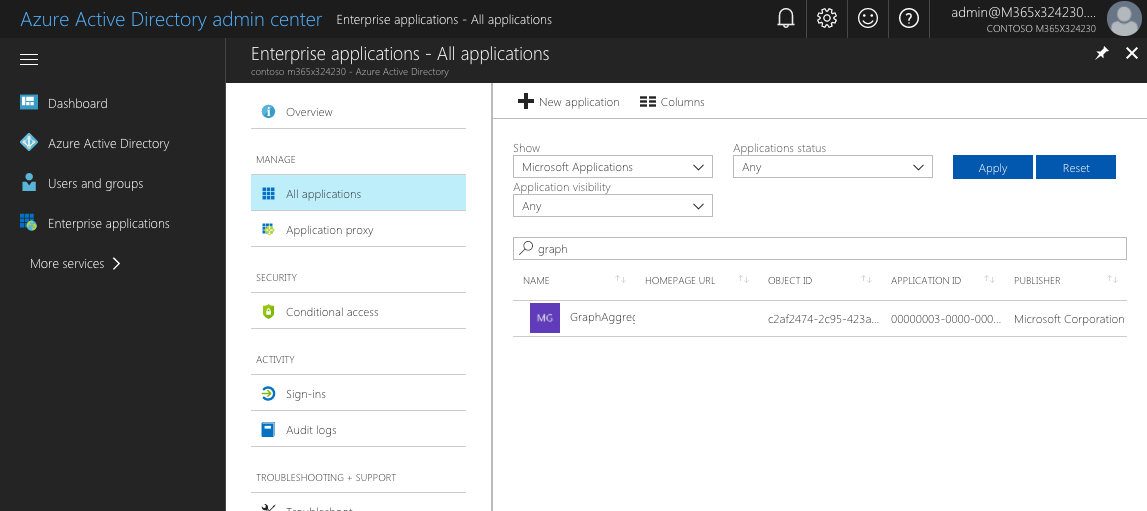 Azure Active Directory admin center
Enterprise applications - All applications
admin@M365x324230....
CONTOSO M365X324230
Dashboard
Azure Active Directory
Users and groups
Enterprise applications
More services
Enterprise applications - All applications
contoso m365x324230 - Azure Active Directory
Overview
MANAGE
All applications
Application proxy
SECURITY
Conditional access
ACTIVITY
Sign-ins
Audit logs
TROUBLESHOOTING + SUPPORT
Troubleshoot
New application
Columns
Show
Microsoft Applications
Applications status
Any
Apply
Reset
Application visibility
Any
graph
NAME HOMEPAGE URL OBJECT ID APPLICATION ID PUBLISHER
MG GraphAggreg c2af2474-2c95-423a... 00000003-0000-000... Microsoft Corporation